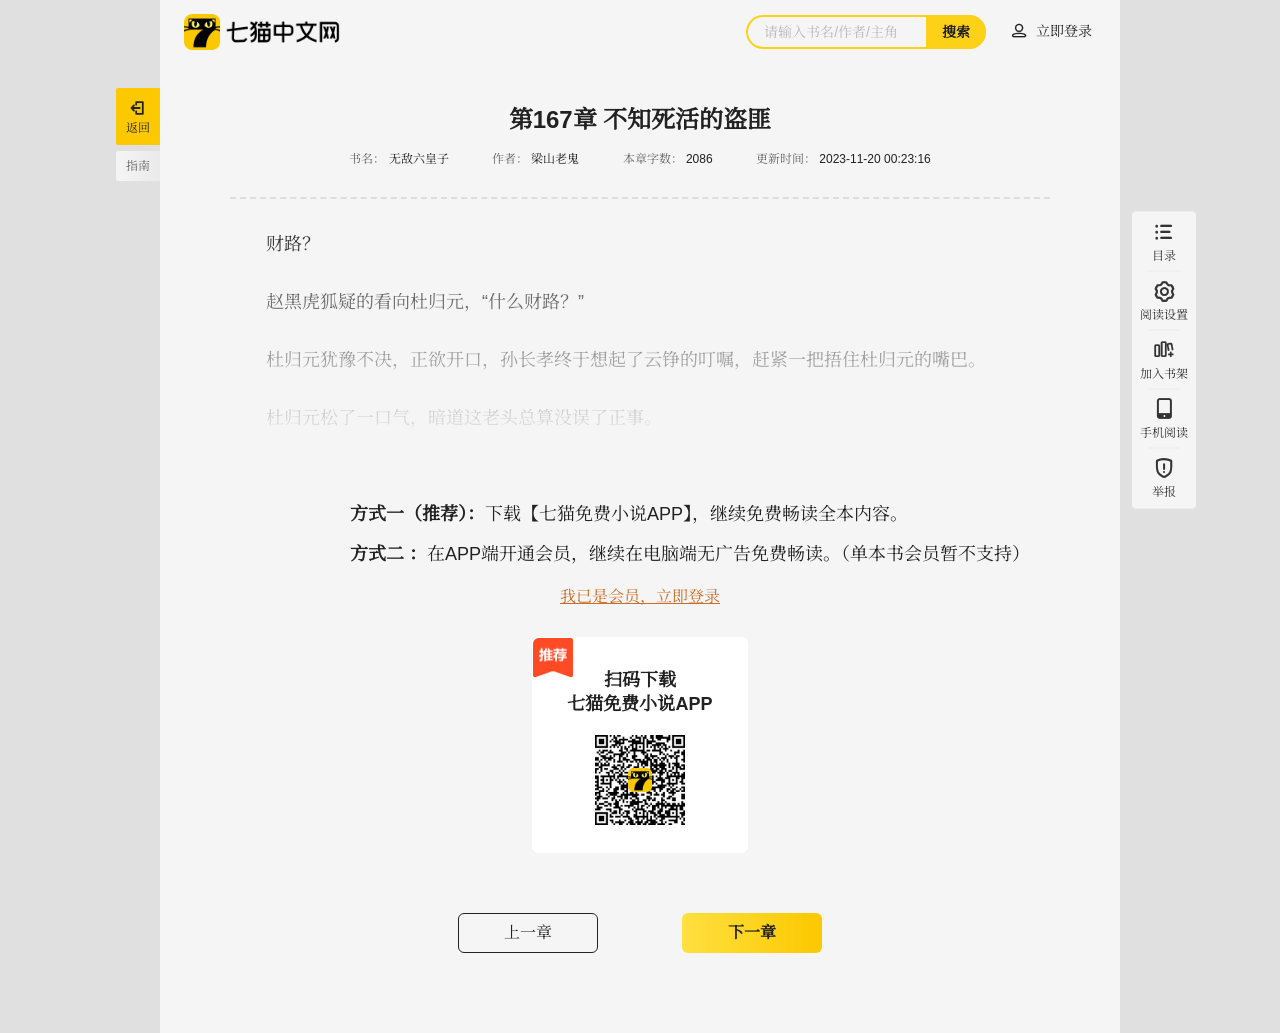 七猫中文网
请输入书名/作者/主角
搜索
立即登录
返回
指南
第167章 不知死活的盗匪
书名： 无敌六皇子 作者： 梁山老鬼 本章字数： 2086 更新时间： 2023-11-20 00:23:16
财路？
赵黑虎狐疑的看向杜归元，“什么财路？”
杜归元犹豫不决，正欲开口，孙长孝终于想起了云铮的叮嘱，赶紧一把捂住杜归元的嘴巴。
杜归元松了一口气，暗道这老头总算没误了正事。
目录
阅读设置
加入书架
手机阅读
举报
方式一（推荐）：下载【七猫免费小说APP】，继续免费畅读全本内容。
方式二 ：在APP端开通会员，继续在电脑端无广告免费畅读。（单本书会员暂不支持）
我已是会员，立即登录
推荐
扫码下载
七猫免费小说APP
上一章
下一章